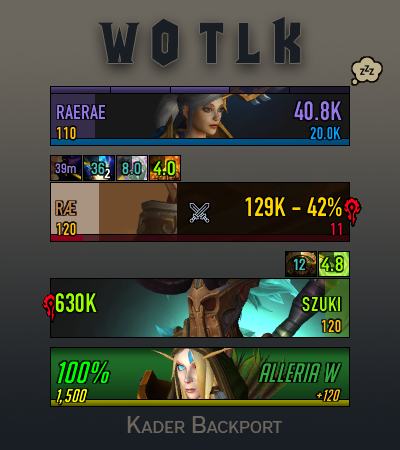 WOTLK
zzz
RAERAE 40.8K
110 20.0K
39m 36 2 8.0 4.0
RÆ 129K – 42%
120 11
12 4.8
630K SZUKI
120
100% ALLERIA W
1,500 +120
KADER BACKPORT